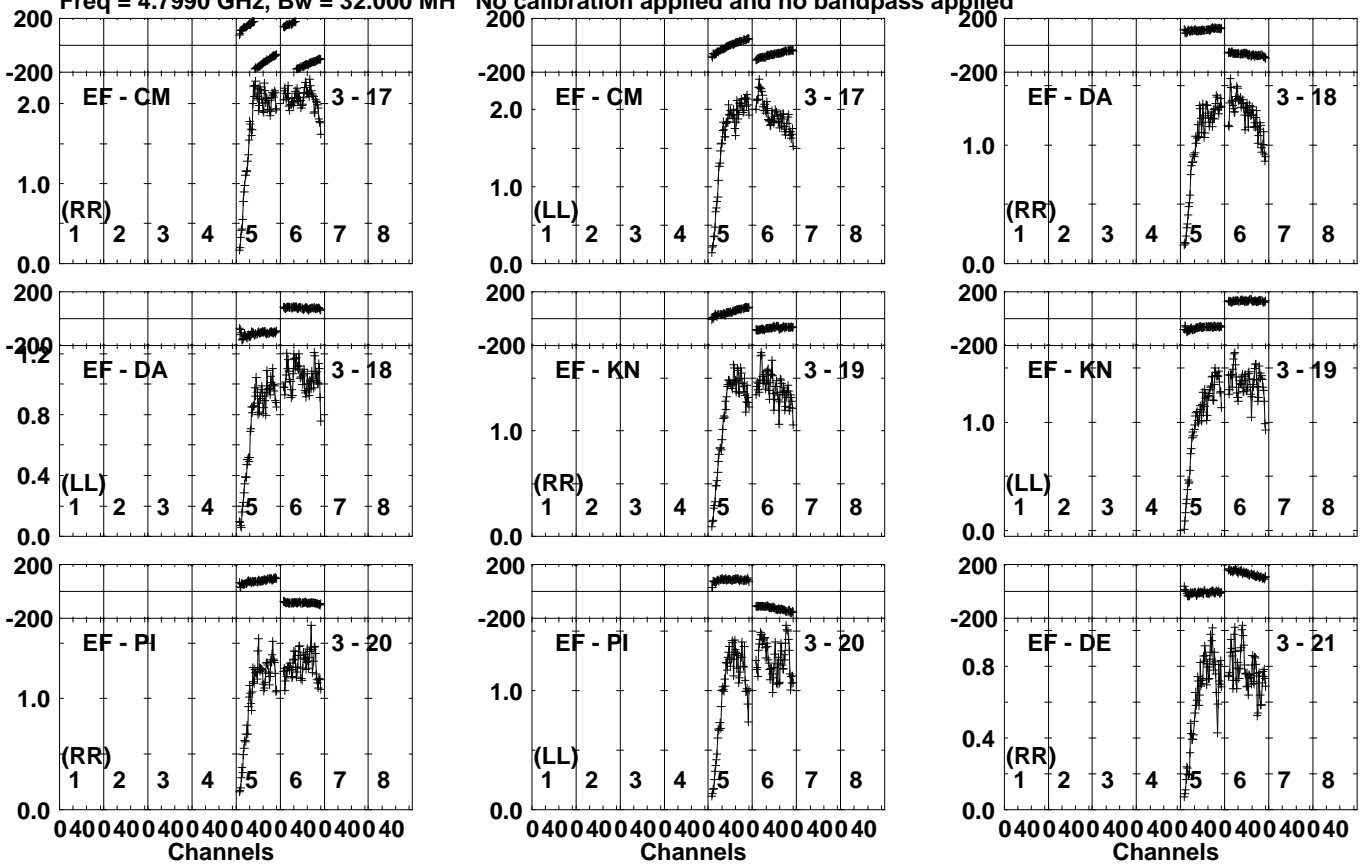 Freq = 4.7990 GHz, Bw = 32.000 MH No calibration applied and no bandpass applied
200 200
-200 -200
EF - CM 3 - 17 EF - CM 3 - 17 EF - DA 3 - 18
2.0 2.0
1.0 1.0 1.0
(RR) (LL) (RR)
1 2 3 4 5 6 7 8 1 2 3 4 5 6 7 8 1 2 3 4 5 6 7 8
0.0 0.0 0.0
200 200 200
-200 -200 -200
1.2
EF - DA 3 - 18 EF - KN 3 - 19 EF - KN 3 - 19
0.8 1.0 1.0
0.4
(LL) (RR) (LL)
1 2 3 4 5 6 7 8 1 2 3 4 5 6 7 8 1 2 3 4 5 6 7 8
0.0 0.0
200 200 200
-200 -200 -200
EF - PI 3 - 20 EF - PI 3 - 20 EF - DE 3 - 21
1.0 1.0 0.8
0.4
(RR) (LL) (RR)
1 2 3 4 5 6 7 8 1 2 3 4 5 6 7 8 1 2 3 4 5 6 7 8
0.0 0.0
0 40 0 40 0 40 0 40 0 40 0 40 0 40 0 40 0 40 0 40 0 40 0 40 0 40 0 40 0 40 0 40 0 40 0 40 0 40 0 40 0 40 0 40 0 40 0 40
Channels Channels Channels